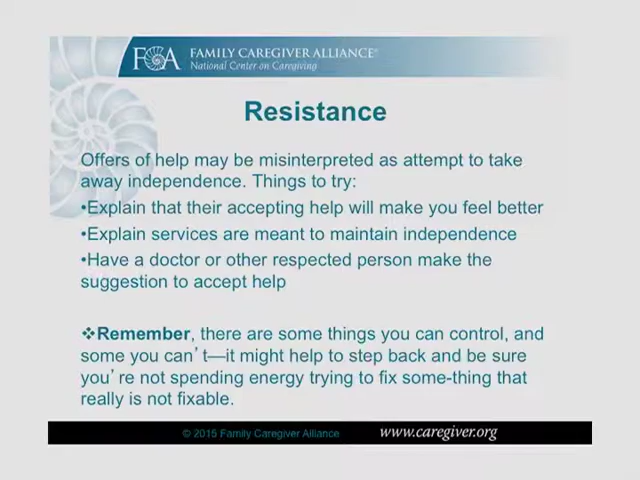 FCA
FAMILY CAREGIVER ALLIANCE®
National Center on Caregiving
Resistance
Offers of help may be misinterpreted as attempt to take
away independence. Things to try:
•Explain that their accepting help will make you feel better
•Explain services are meant to maintain independence
•Have a doctor or other respected person make the
suggestion to accept help
❖Remember, there are some things you can control, and
some you can't—it might help to step back and be sure
you're not spending energy trying to fix some-thing that
really is not fixable.
© 2015 Family Caregiver Alliance
www.caregiver.org